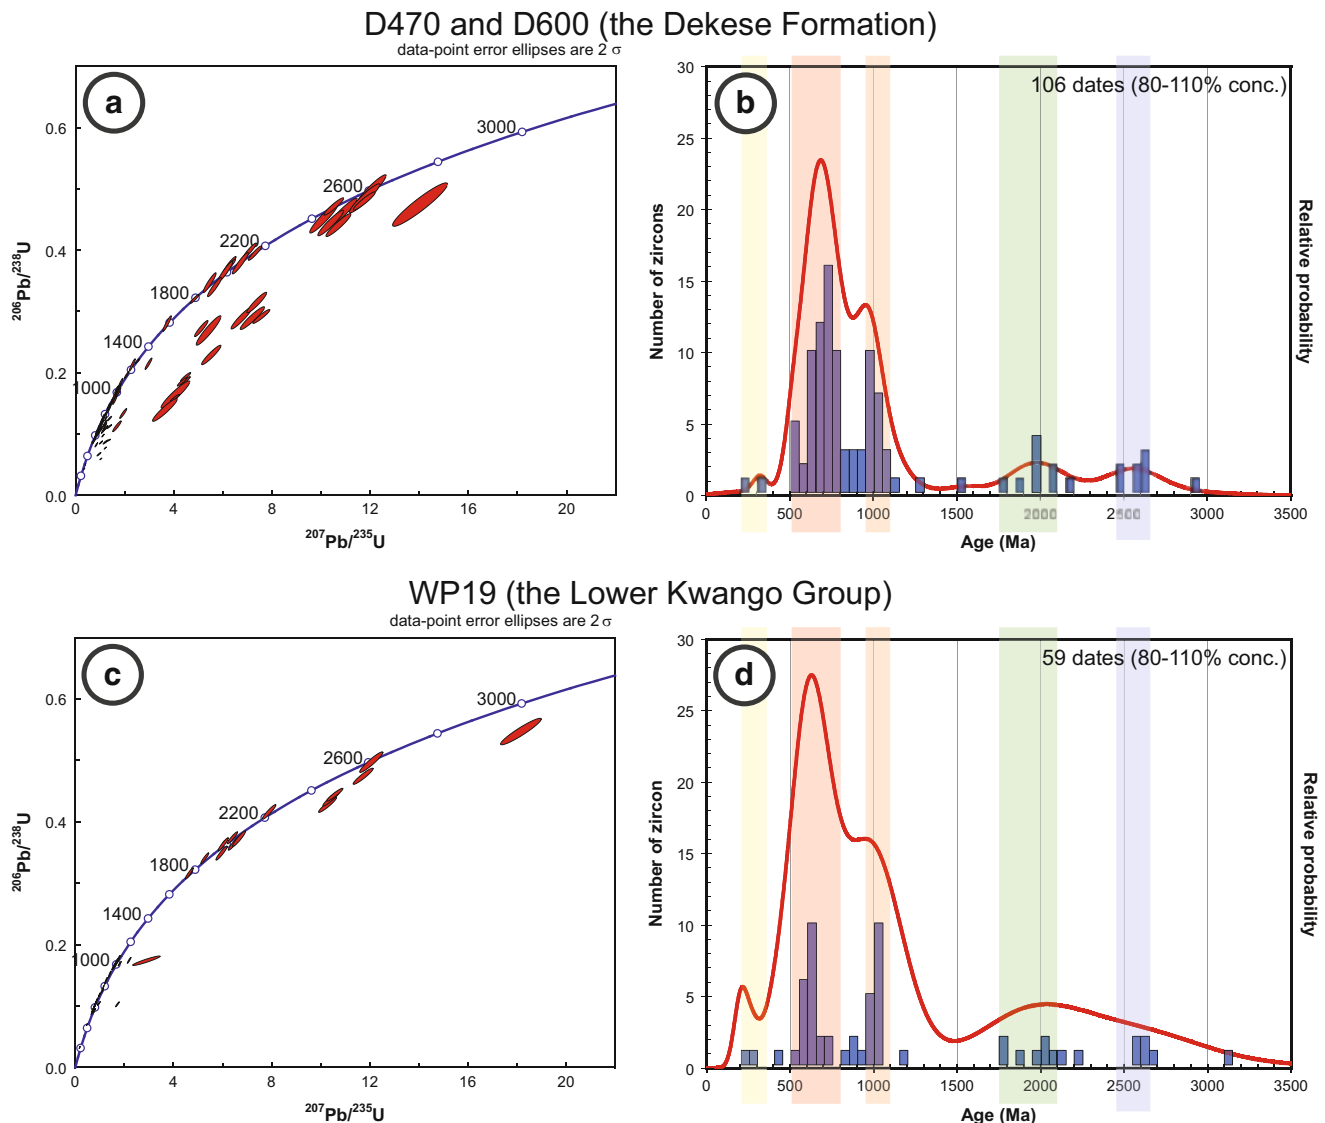 D470 and D600 (the Dekese Formation)
data-point error ellipses are 2 σ
a
0.6
0.4
0.2
0.0
206Pb/238U
1000
1400
1800
2200
2600
3000
0 4 8 12 16 20
207Pb/235U
b
106 dates (80-110% conc.)
30
25
20
15
10
5
0
Number of zircons
Relative probability
0 500 1000 1500 2000 2500 3000 3500
Age (Ma)
WP19 (the Lower Kwango Group)
data-point error ellipses are 2 σ
c
0.6
0.4
0.2
0.0
206Pb/238U
1000
1400
1800
2200
2600
3000
0 4 8 12 16 20
207Pb/235U
d
59 dates (80-110% conc.)
30
25
20
15
10
5
0
Number of zircon
Relative probability
0 500 1000 1500 2000 2500 3000 3500
Age (Ma)